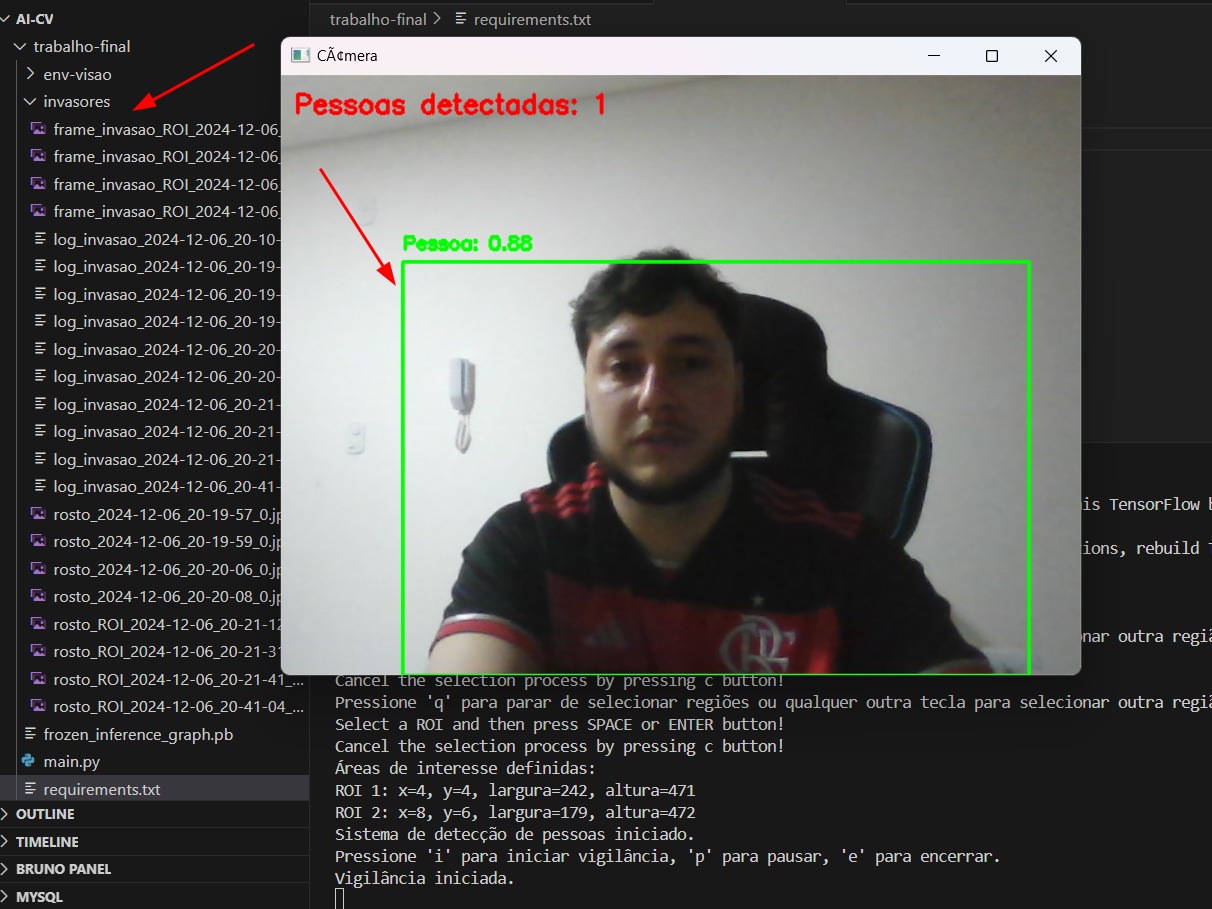 AI-CV
trabalho-final
env-visao
invasores
frame_invasao_ROI_2024-12-06_
frame_invasao_ROI_2024-12-06_
frame_invasao_ROI_2024-12-06_
frame_invasao_ROI_2024-12-06_
log_invasao_2024-12-06_20-10-
log_invasao_2024-12-06_20-19-
log_invasao_2024-12-06_20-19-
log_invasao_2024-12-06_20-19-
log_invasao_2024-12-06_20-20-
log_invasao_2024-12-06_20-20-
log_invasao_2024-12-06_20-21-
log_invasao_2024-12-06_20-21-
log_invasao_2024-12-06_20-21-
log_invasao_2024-12-06_20-41-
rosto_2024-12-06_20-19-57_0.jp
rosto_2024-12-06_20-19-59_0.jp
rosto_2024-12-06_20-20-06_0.jp
rosto_2024-12-06_20-20-08_0.jp
rosto_ROI_2024-12-06_20-21-12
rosto_ROI_2024-12-06_20-21-31
rosto_ROI_2024-12-06_20-21-41_...
rosto_ROI_2024-12-06_20-41-04_...
frozen_inference_graph.pb
main.py
requirements.txt
OUTLINE
TIMELINE
BRUNO PANEL
MYSQL
trabalho-final > requirements.txt
CÃ¢mera
Pessoas detectadas: 1
Pessoa: 0.88
CRF
TensorFlow
rebuild
nar outra regiã
Cancel the selection process by pressing c button!
Pressione 'q' para parar de selecionar regiões ou qualquer outra tecla para selecionar outra regiã
Select a ROI and then press SPACE or ENTER button!
Cancel the selection process by pressing c button!
Áreas de interesse definidas:
ROI 1: x=4, y=4, largura=242, altura=471
ROI 2: x=8, y=6, largura=179, altura=472
Sistema de detecção de pessoas iniciado.
Pressione 'i' para iniciar vigilância, 'p' para pausar, 'e' para encerrar.
Vigilância iniciada.